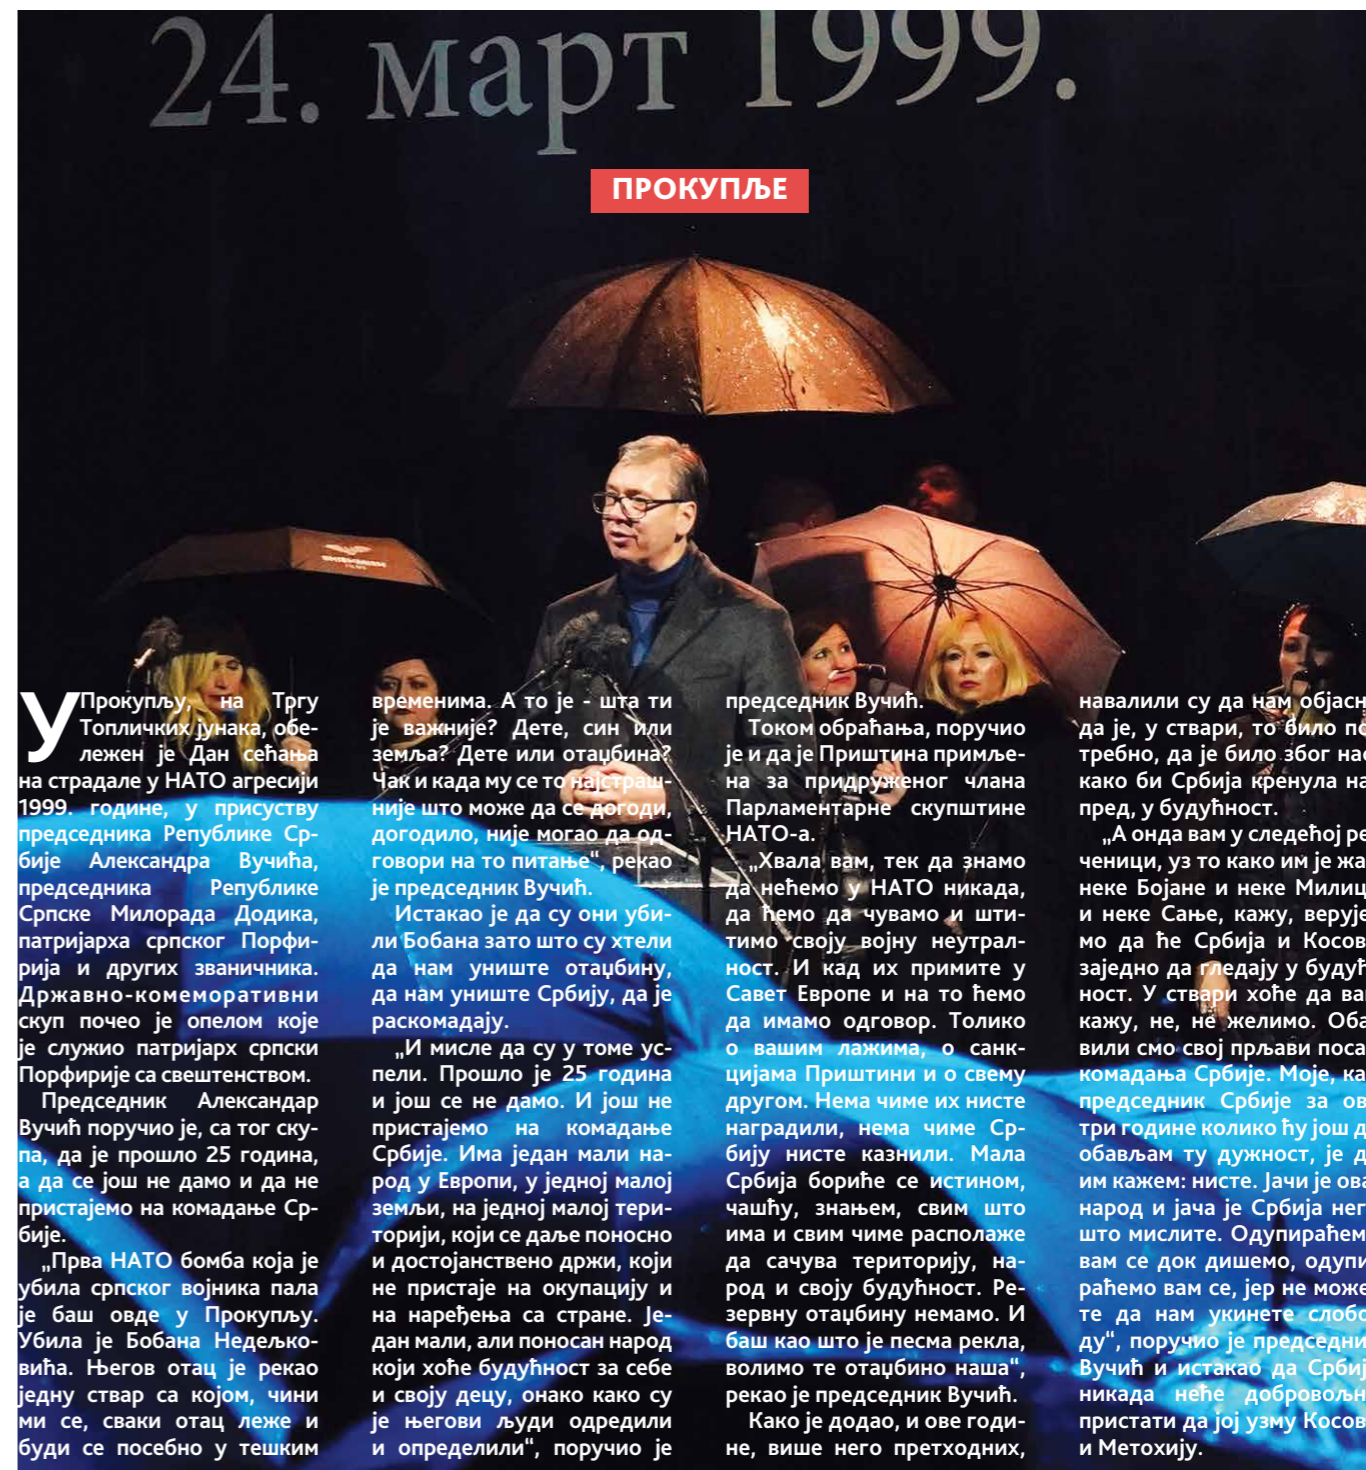 24. март 1999.
ПРОКУПЉЕ
У Прокупљу, на Тргу
Топличких јунака, обе-
лежен је Дан сећања
на страдале у НАТО агресији
1999. године, у присуству
председника Републике Ср-
бије Александра Вучића,
председника Републике
Српске Милорада Додика,
патријарха српског Порфи-
рија и других званичника.
Државно-комеморативни
скуп почео је опелом које
је служио патријарх српски
Порфирије са свештенством.
Председник Александар
Вучић поручио је, са тог ску-
па, да је прошло 25 година,
а да се још не дамо и да не
пристајемо на комадање Ср-
бије.
„Прва НАТО бомба која је
убила српског војника пала
је баш овде у Прокупљу.
Убила је Бобана Недељко-
вића. Његов отац је рекао
једну ствар са којом, чини
ми се, сваки отац леже и
буди се посебно у тешким
временима. А то је - шта ти
је важније? Дете, син или
земља? Дете или отаџбина?
Чак и када му се то најстраш-
није што може да се догоди,
догодило, није могао да од-
говори на то питање“, рекао
је председник Вучић.
Истакао је да су они уби-
ли Бобана зато што су хтели
да нам униште отаџбину,
да нам униште Србију, да је
раскомадају.
„И мисле да су у томе ус-
пели. Прошло је 25 година
и још се не дамо. И још не
пристајемо на комадање
Србије. Има један мали на-
род у Европи, у једној малој
земљи, на једној малој тери-
торији, који се даље поносно
и достојанствено држи, који
не пристаје на окупацију и
на наређења са стране. Је-
дан мали, али поносан народ
који хоће будућност за себе
и своју децу, онако како су
је његови људи одредили
и определили“, поручио је
председник Вучић.
Током обраћања, поручио
је и да је Приштина примље-
на за придруженог члана
Парламентарне скупштине
НАТО-а.
„Хвала вам, тек да знамо
да нећемо у НАТО никада,
да ћемо да чувамо и шти-
тимо своју војну неутрал-
ност. И кад их примите у
Савет Европе и на то ћемо
да имамо одговор. Толико
о вашим лажима, о санк-
цијама Приштини и о свему
другом. Нема чиме их нисте
наградили, нема чиме Ср-
бију нисте казнили. Мала
Србија бориће се истином,
чашћу, знањем, свим што
има и свим чиме располаже
да сачува територију, на-
род и своју будућност. Ре-
зервну отаџбину немамо. И
баш као што је песма рекла,
волимо те отаџбино наша“,
рекао је председник Вучић.
Како је додао, и ове годи-
не, више него претходних,
навалили су да нам објасн
да је, у ствари, то било по
требно, да је било због нас
како би Србија кренула на
пред, у будућност.
„А онда вам у следећој ре
ченици, уз то како им је жа
неке Бојане и неке Милиц
и неке Сање, кажу, верује
мо да ће Србија и Косов
заједно да гледају у будућ
ност. У ствари хоће да ва
кажу, не, не желимо. Оба
вили смо свој прљави поса
комадања Србије. Моје, ка
председник Србије за ов
три године колико ћу још д
обављам ту дужност, је д
им кажем: нисте. Јачи је ова
народ и јача је Србија нег
што мислите. Одупираћем
вам се док дишемо, одупи
раћемо вам се, јер не може
те да нам укинете слобо
ду“, поручио је председни
Вучић и истакао да Србиј
никада неће добровољн
пристати да јој узму Косов
и Метохију.